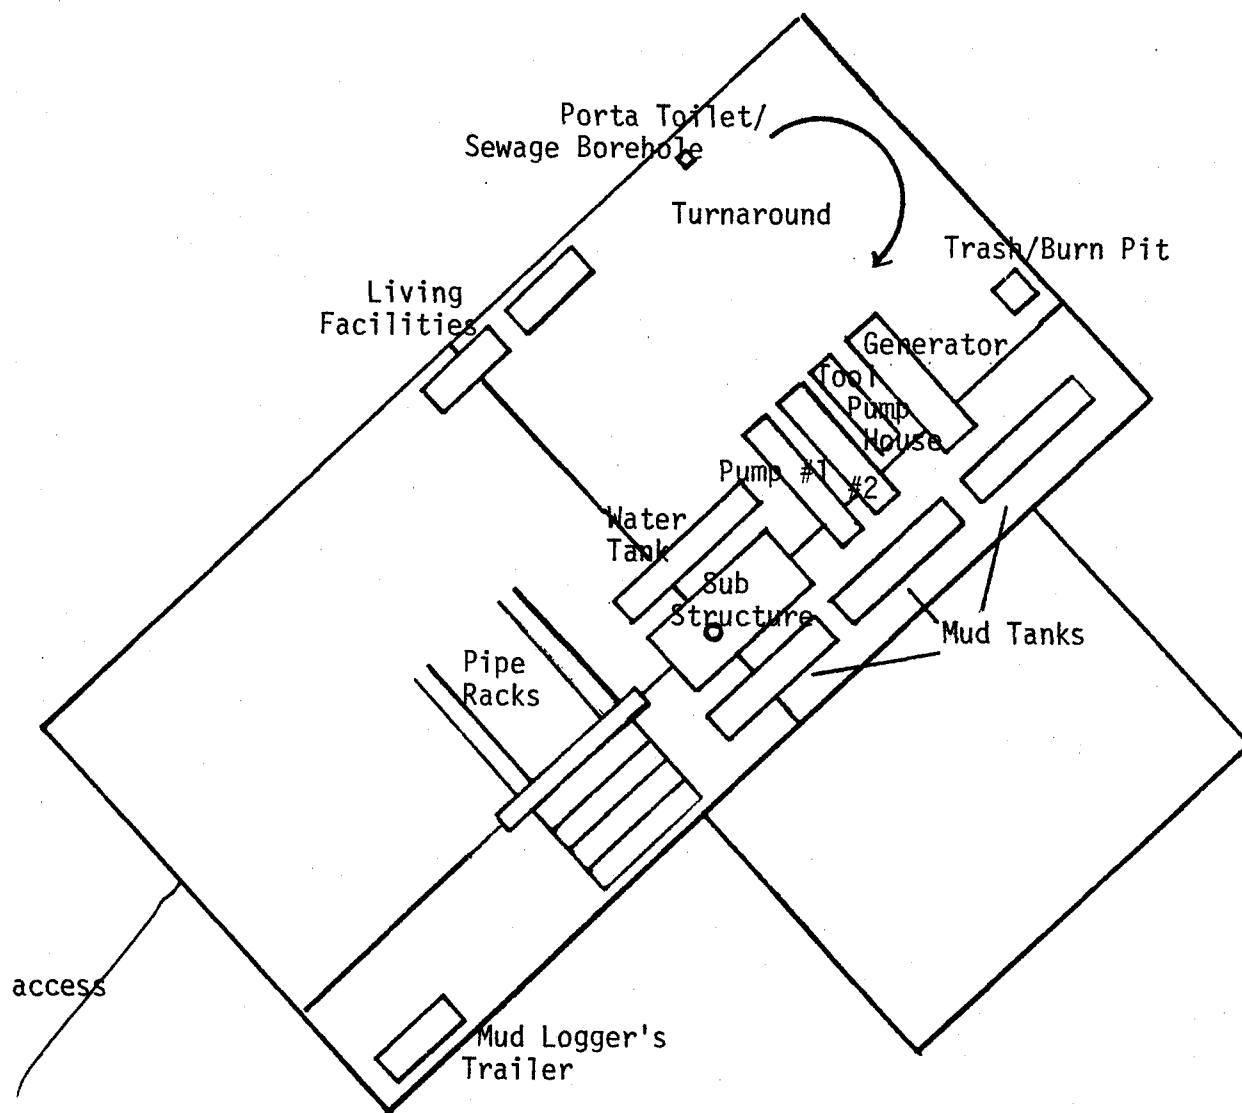 Porta Toilet/
Sewage Borehole
Turnaround
Trash/Burn Pit
Living
Facilities
Generator
Tool
Pump
House
Pump #1 #2
Water
Tank
Sub
Structure
Mud Tanks
Pipe
Racks
access
Mud Logger's
Trailer